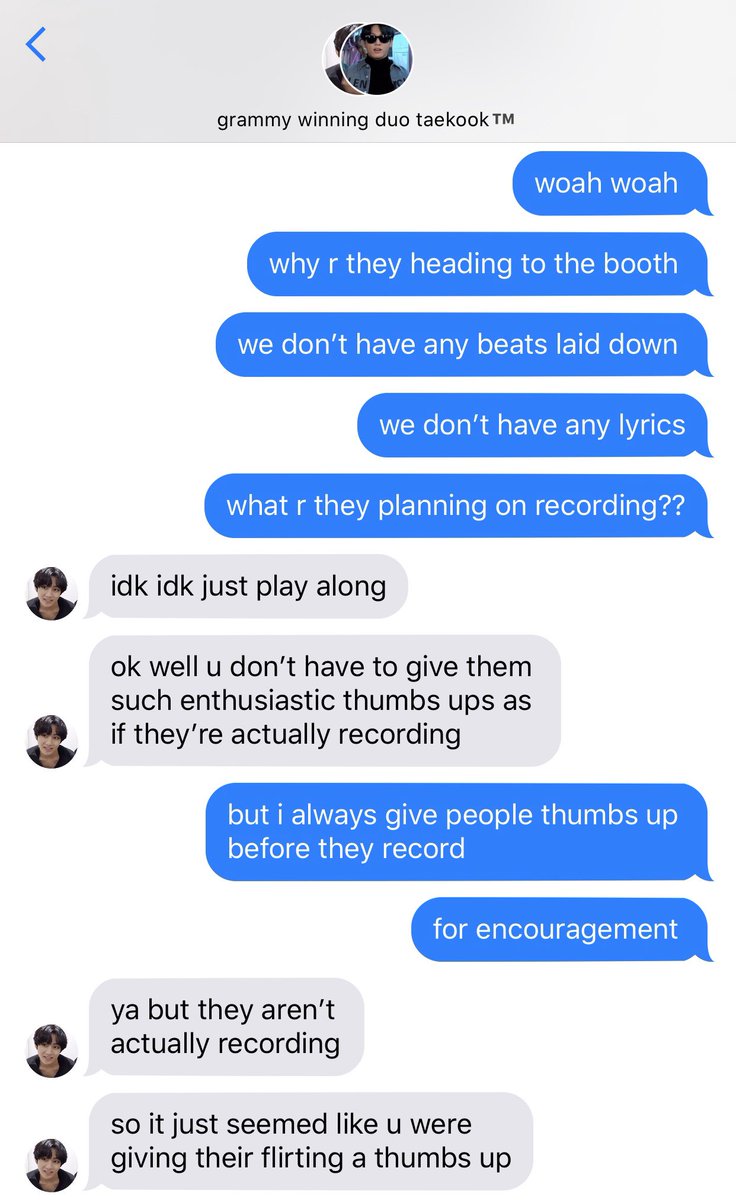 grammy winning duo taekook™
woah woah
why r they heading to the booth
we don’t have any beats laid down
we don’t have any lyrics
what r they planning on recording??
idk idk just play along
ok well u don’t have to give them
such enthusiastic thumbs ups as
if they’re actually recording
but i always give people thumbs up
before they record
for encouragement
ya but they aren’t
actually recording
so it just seemed like u were
giving their flirting a thumbs up